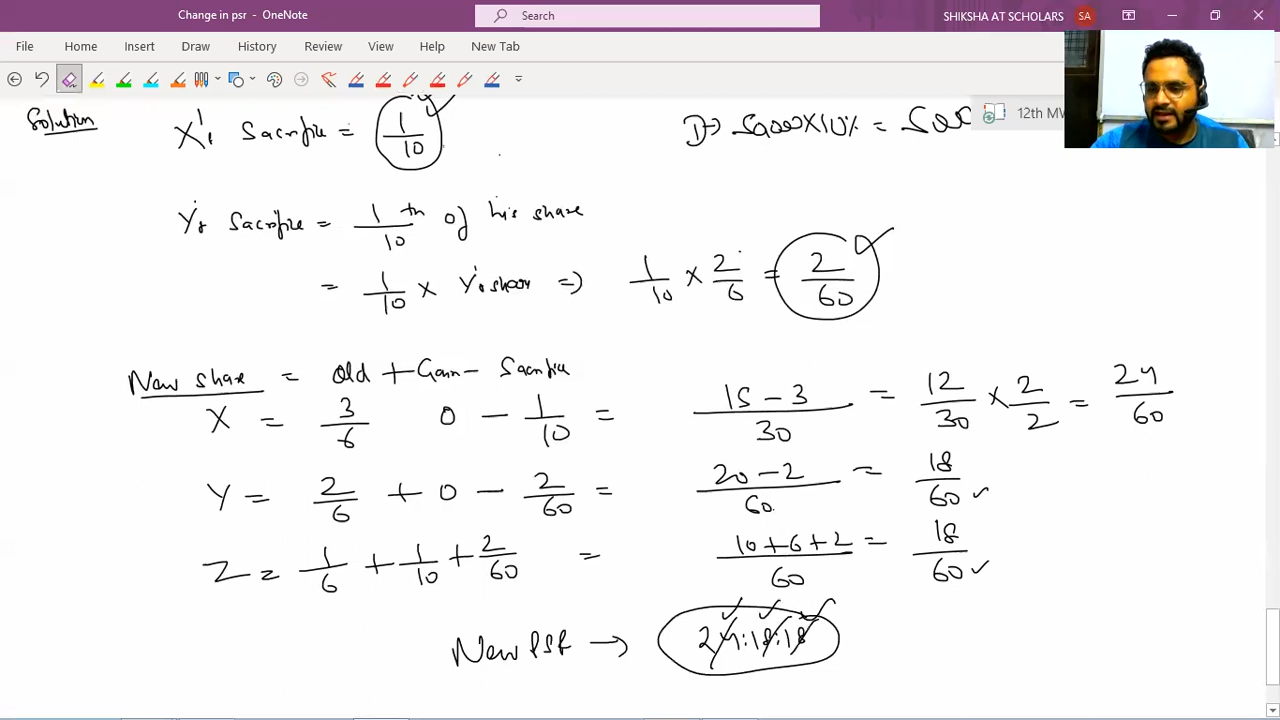 Change in psr - OneNote
Search
SHIKSHA AT SCHOLARS SA
File Home Insert Draw History Review View Help New Tab
12th MW
Solution
X's Sacrifice = 1/10
D→ 50000X10% = 5000
Y's Sacrifice = 1/10 th of his share
= 1/10 × Y's share => 1/10 × 2/6 = 2/60
New share = Old + Gain - Sacrifice
X = 3/6 0 - 1/10 = 15-3/30 = 12/30 × 2/2 = 24/60
Y = 2/6 + 0 - 2/60 = 20-2/60 = 18/60 ✓
Z = 1/6 + 1/10 + 2/60 = 10+6+2/60 = 18/60 ✓
New PSR → 24:18:18